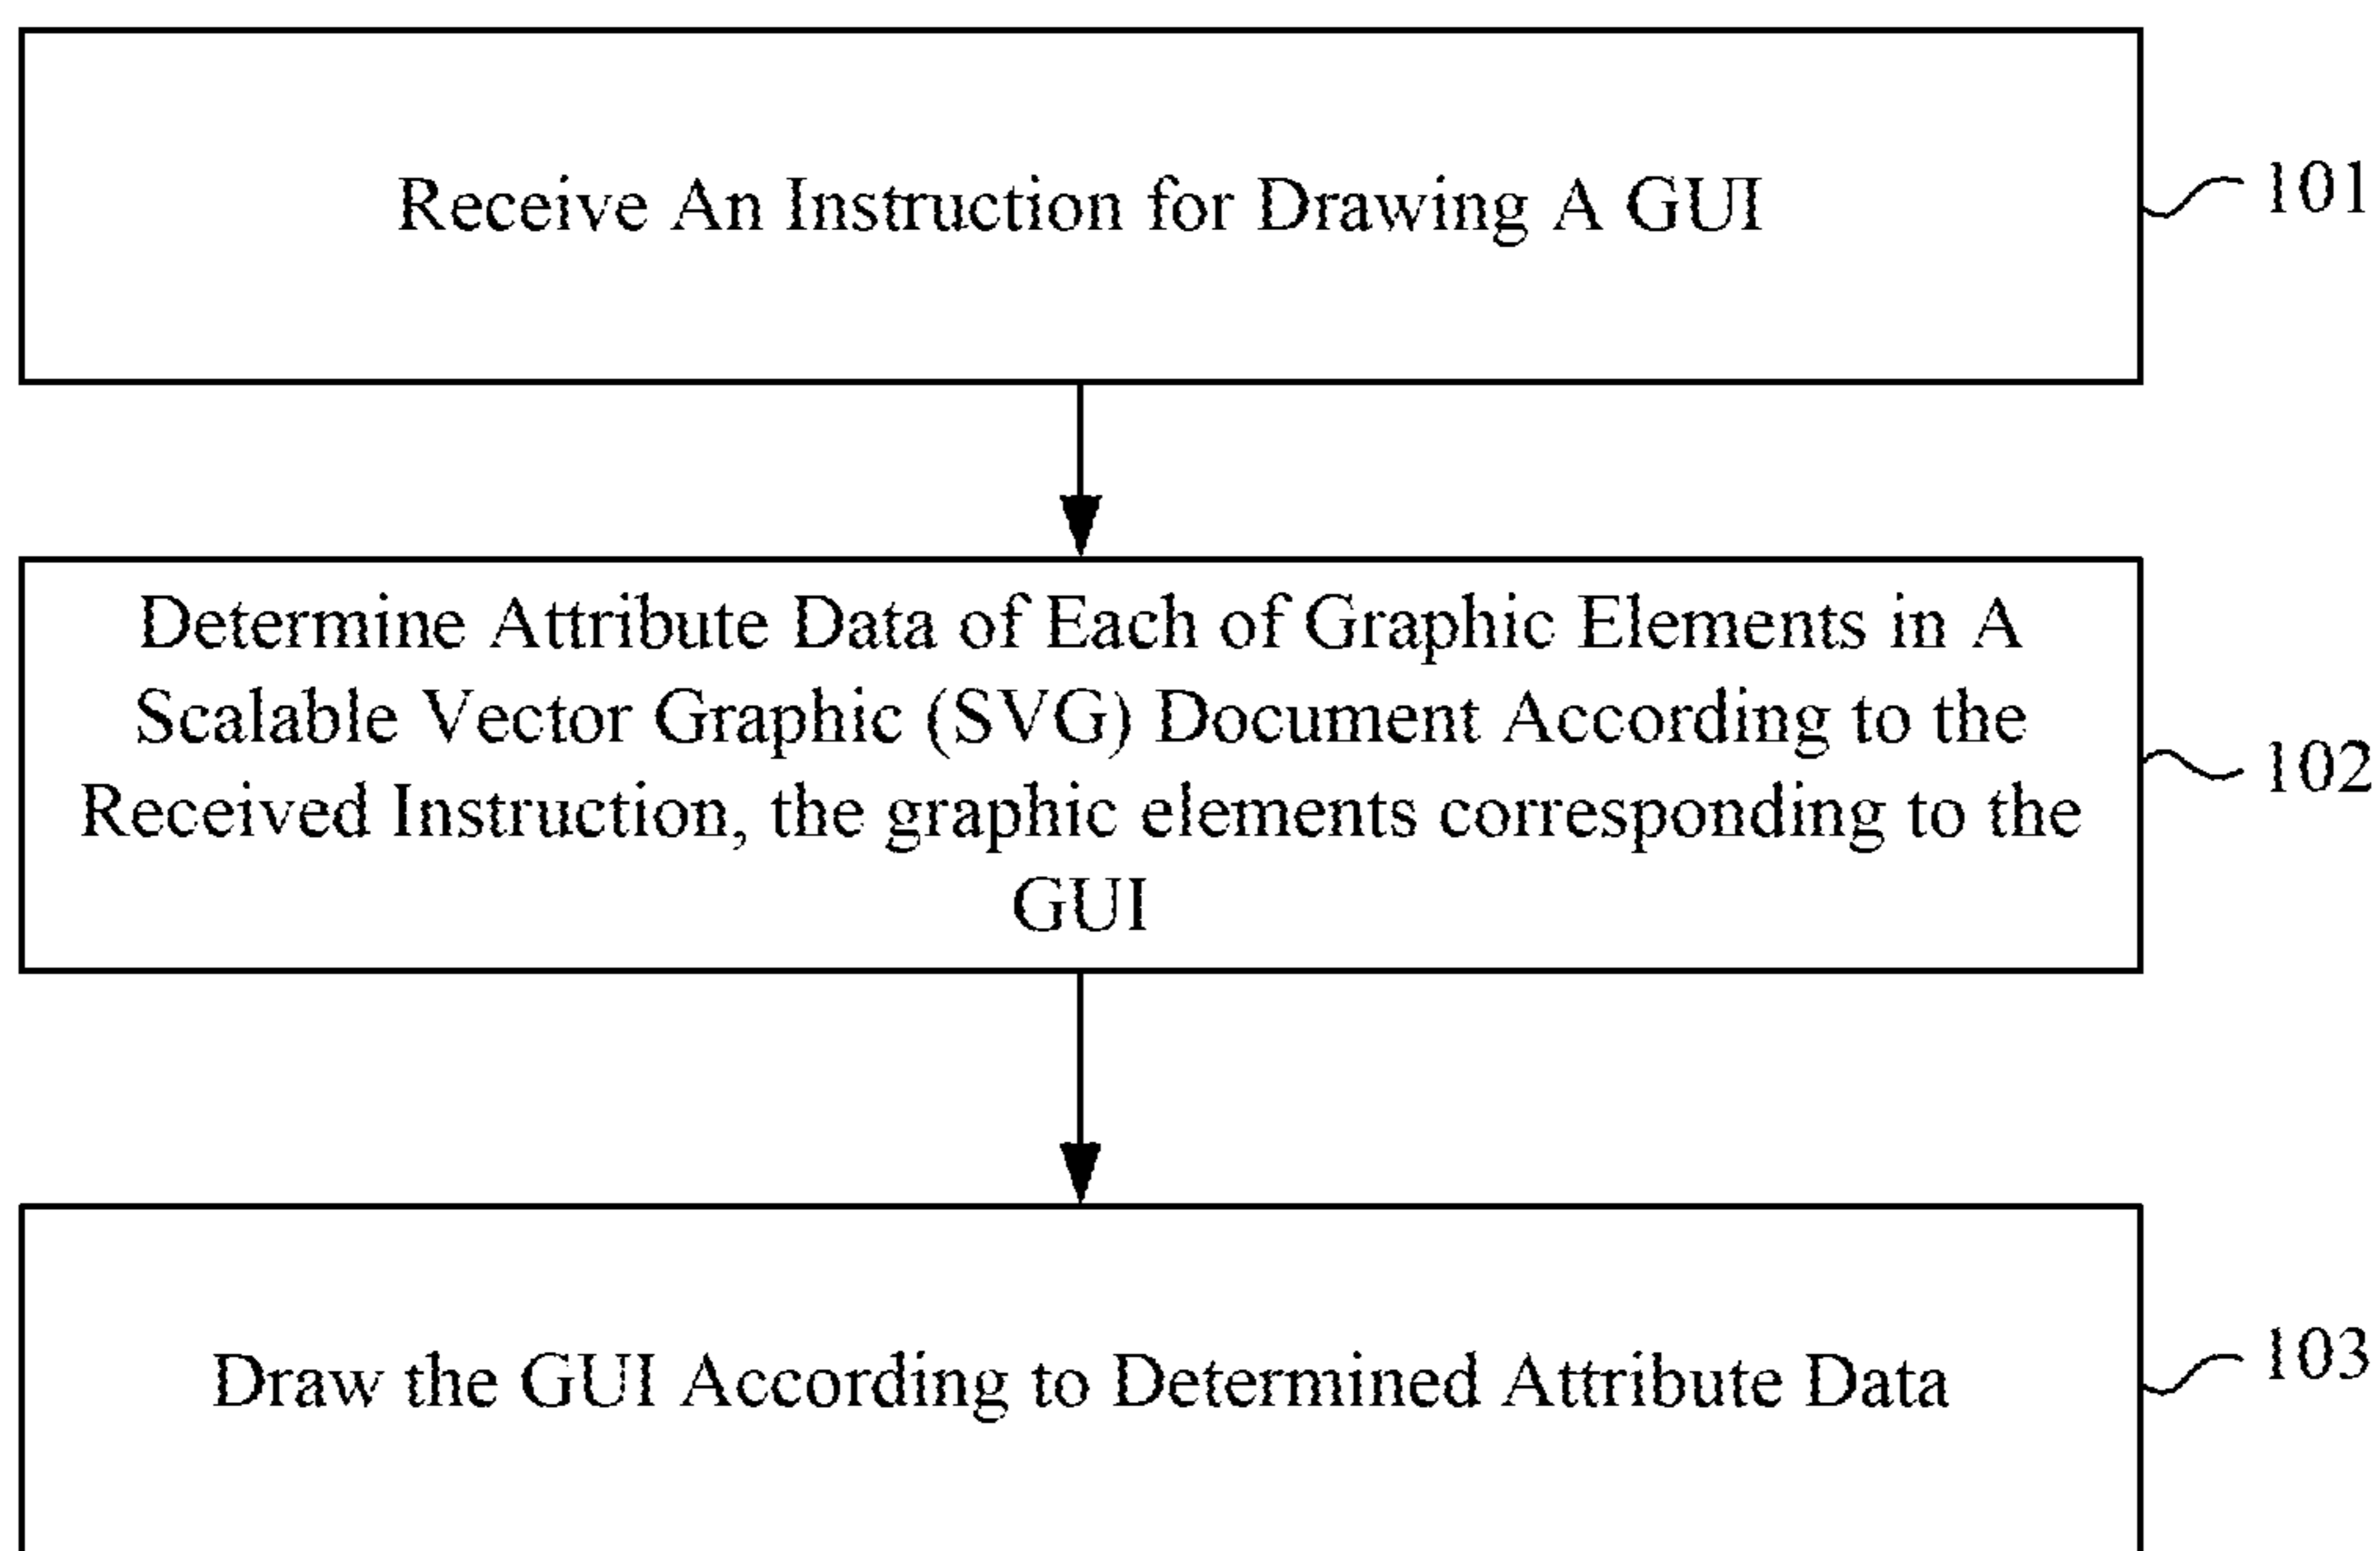 Receive An Instruction for Drawing A GUI
101
Determine Attribute Data of Each of Graphic Elements in A
Scalable Vector Graphic (SVG) Document According to the
Received Instruction, the graphic elements corresponding to the
GUI
102
Draw the GUI According to Determined Attribute Data
103